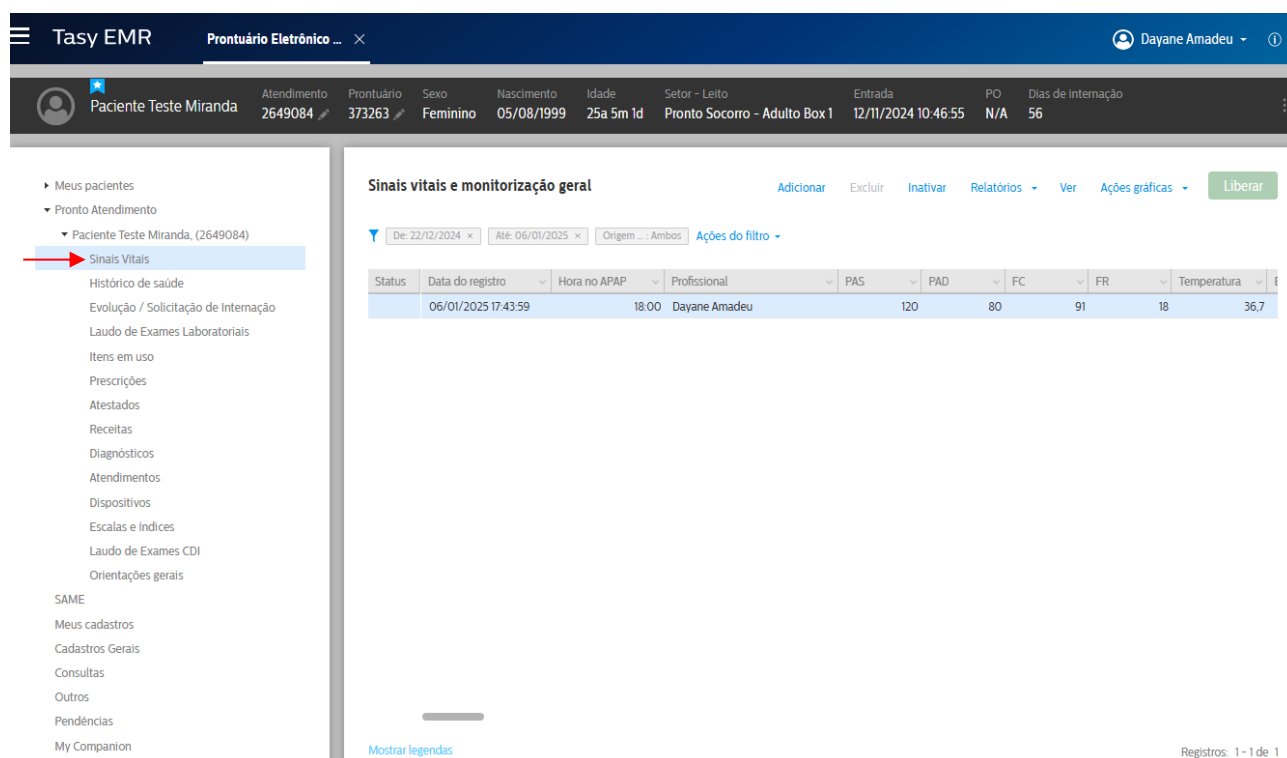 Tasy EMR Prontuário Eletrônico ... × Dayane Amadeu
Paciente Teste Miranda
Atendimento Prontuário Sexo Nascimento Idade Setor - Leito Entrada PO Dias de internação
2649084 373263 Feminino 05/08/1999 25a 5m 1d Pronto Socorro - Adulto Box 1 12/11/2024 10:46:55 N/A 56
Meus pacientes
Pronto Atendimento
Paciente Teste Miranda, (2649084)
Sinais Vitais
Histórico de saúde
Evolução / Solicitação de Internação
Laudo de Exames Laboratoriais
Itens em uso
Prescrições
Atestados
Receitas
Diagnósticos
Atendimentos
Dispositivos
Escalas e índices
Laudo de Exames CDI
Orientações gerais
SAME
Meus cadastros
Cadastros Gerais
Consultas
Outros
Pendências
My Companion
Sinais vitais e monitorização geral
Adicionar Excluir Inativar Relatórios Ver Ações gráficas Liberar
De: 22/12/2024 × Até: 06/01/2025 × Origem ... : Ambos Ações do filtro
Status Data do registro Hora no APAP Profissional PAS PAD FC FR Temperatura
06/01/2025 17:43:59 18:00 Dayane Amadeu 120 80 91 18 36,7
Mostrar legendas
Registros: 1 - 1 de 1